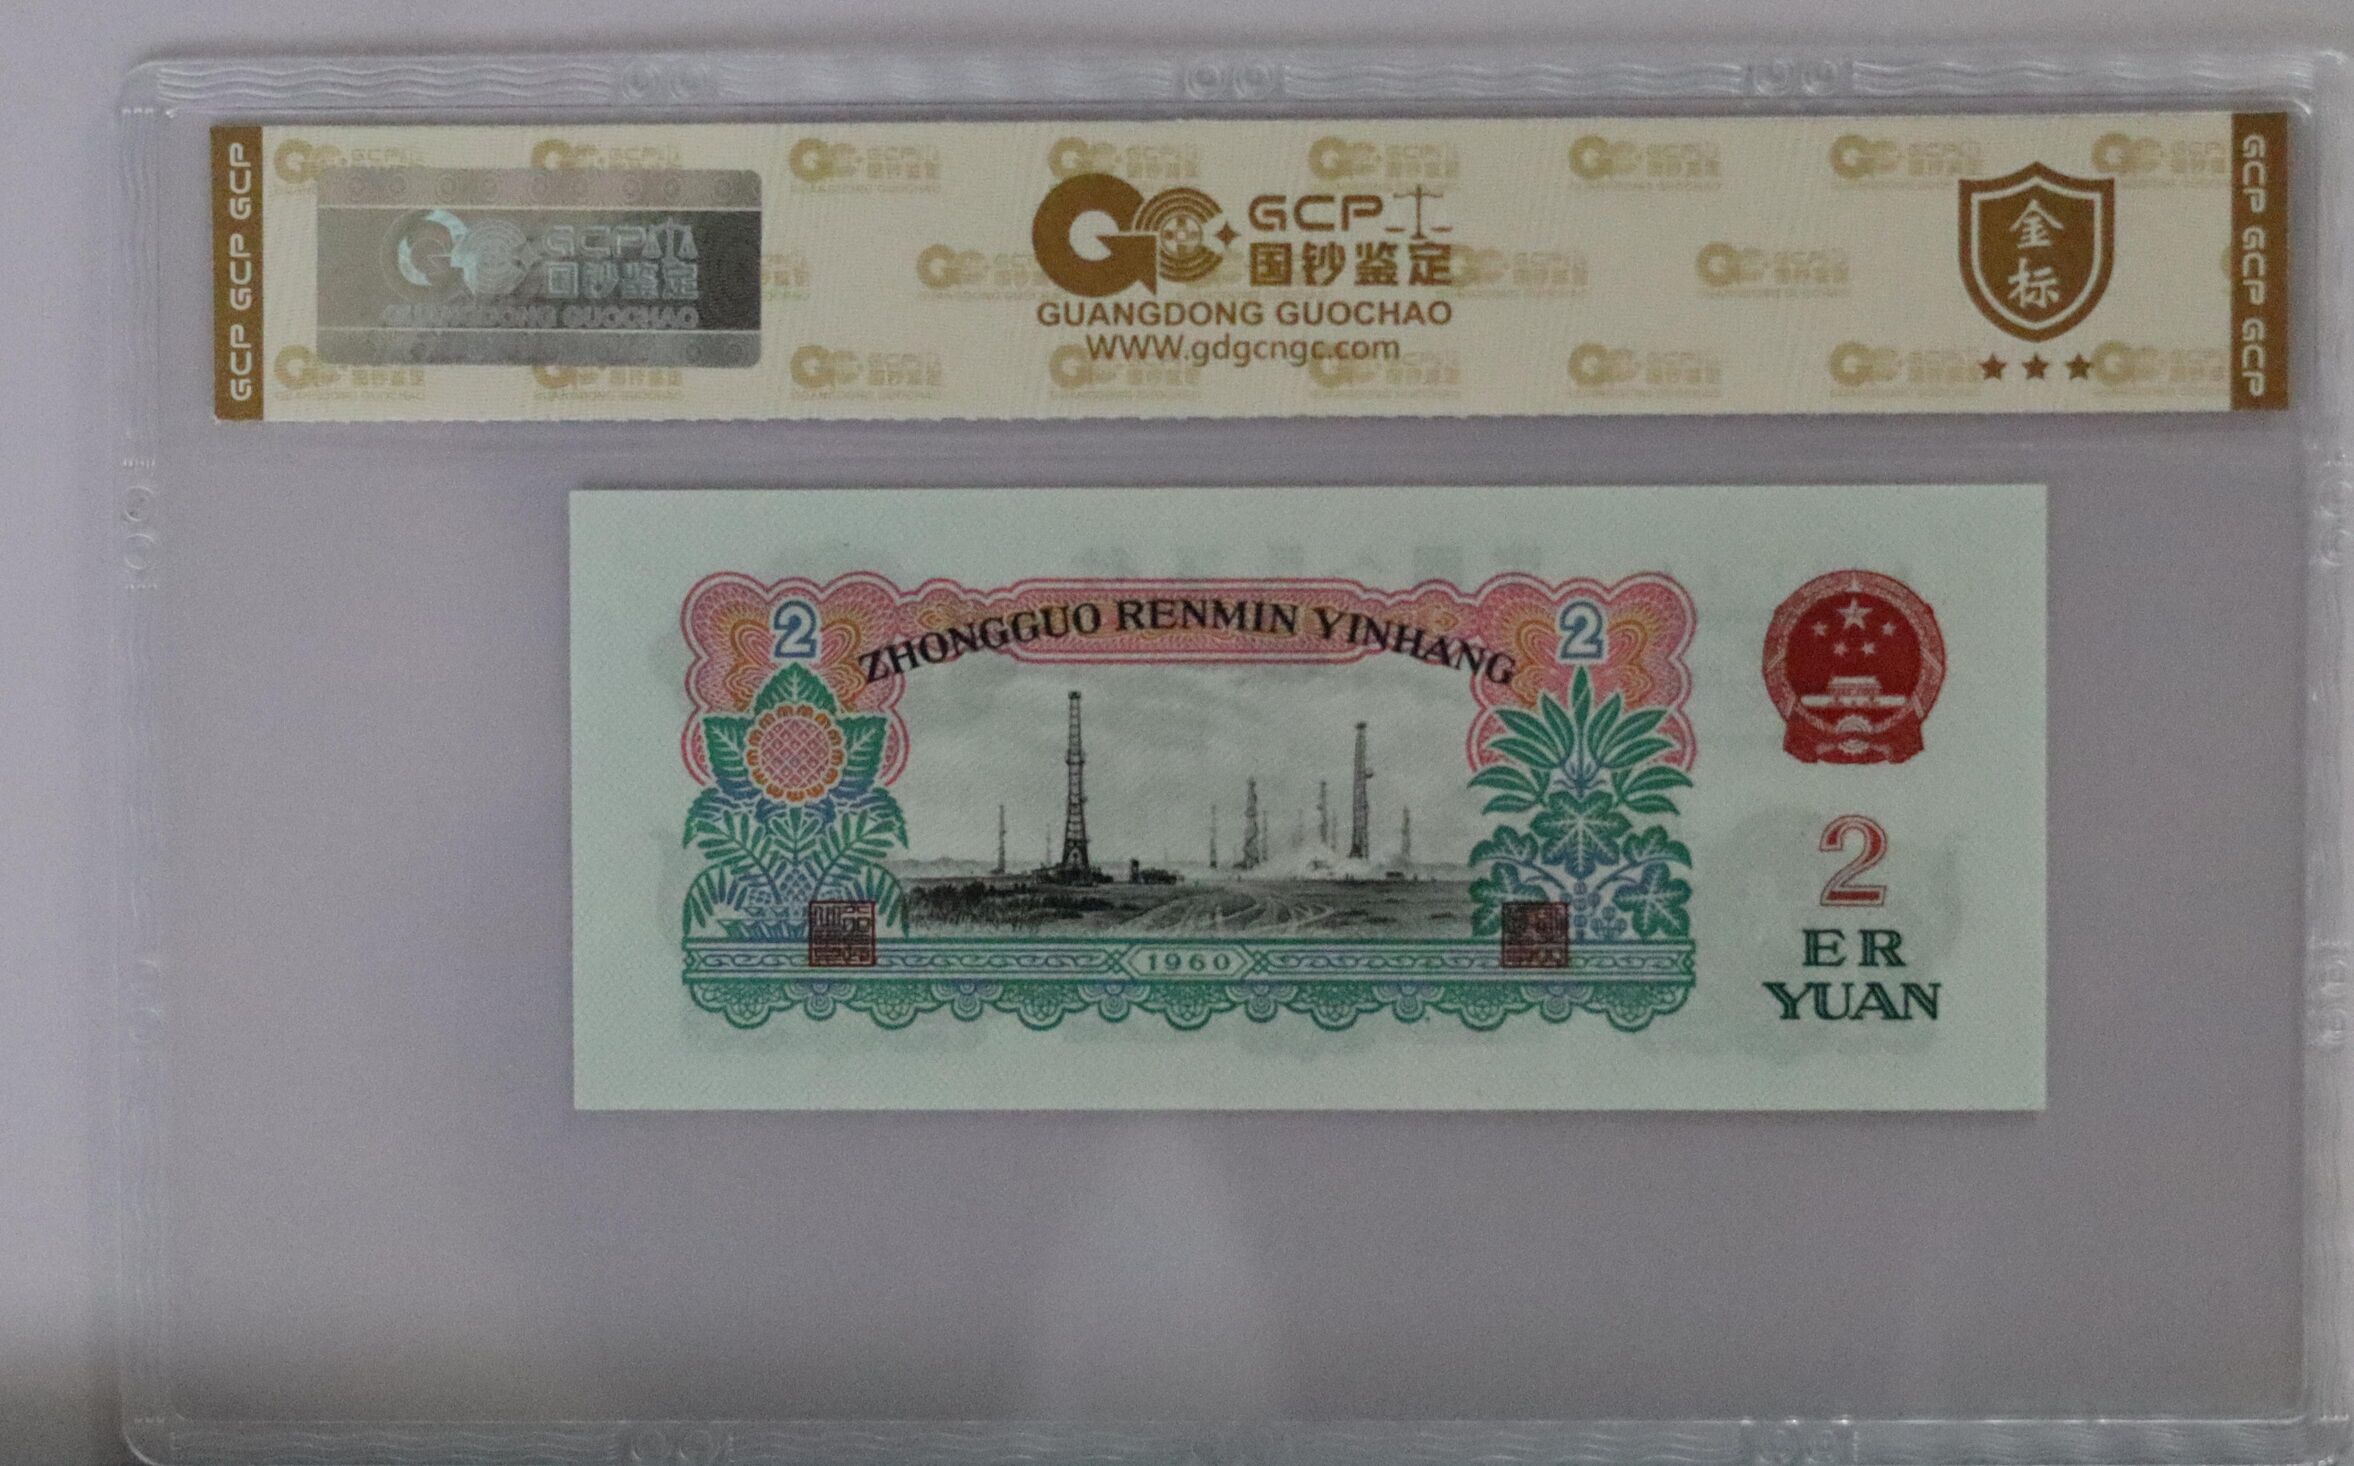 GCP GCP GCP
GCP
国钞鉴定
GUANGDONG GUOCHAO
GCP
国钞鉴定
GUANGDONG GUOCHAO
WWW.gdgcngc.com
金标
GCP GCP GCP
2
ZHONGGUO RENMIN YINHANG
2
1960
2
ER
YUAN